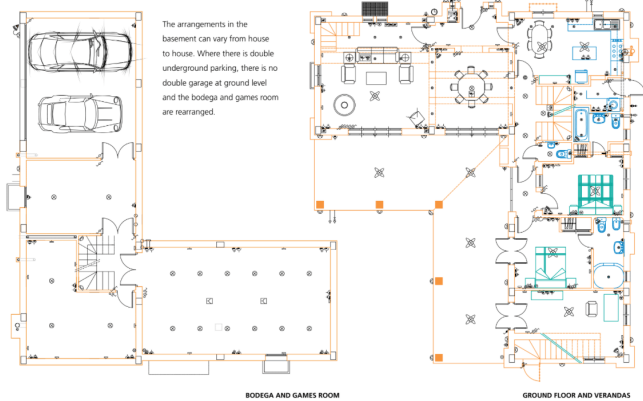 The arrangements in the
basement can vary from house
to house. Where there is double
underground parking, there is no
double garage at ground level
and the bodega and games room
are rearranged.
BODEGA AND GAMES ROOM
GROUND FLOOR AND VERANDAS